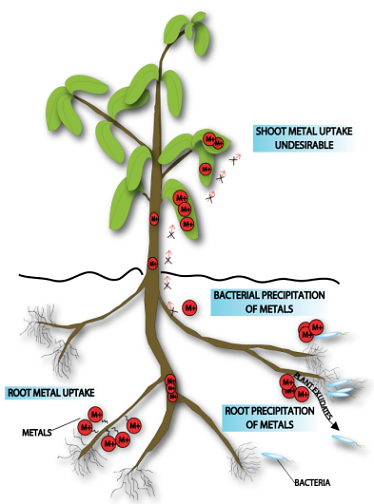 SHOOT METAL UPTAKE
UNDESIRABLE
M+
M+
M+
M+
M+
M+
M+
M+
BACTERIAL PRECIPITATION
OF METALS
M+
M+
M+
M+
ROOT METAL UPTAKE
M+
M+
M+
M+
M+
M+
PLANT EXUDATES
ROOT PRECIPITATION
OF METALS
METALS
M+
M+
M+
M+
M+
BACTERIA